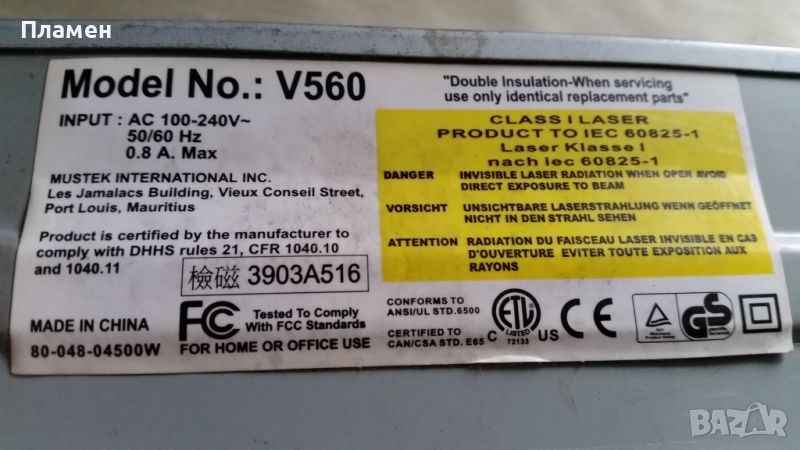 Пламен
Model No.: V560
INPUT : AC 100-240V~
50/60 Hz
0.8 A. Max
MUSTEK INTERNATIONAL INC.
Les Jamalacs Building, Vieux Conseil Street,
Port Louis, Mauritius
Product is certified by the manufacturer to
comply with DHHS rules 21, CFR 1040.10
and 1040.11
檢磁 3903A516
MADE IN CHINA
80-048-04500W
FC Tested To Comply
With FCC Standards
FOR HOME OR OFFICE USE
"Double Insulation-When servicing
use only identical replacement parts"
CLASS I LASER
PRODUCT TO IEC 60825-1
Laser Klasse I
nach Iec 60825-1
DANGER INVISIBLE LASER RADIATION WHEN OPEN AVOID
DIRECT EXPOSURE TO BEAM
VORSICHT UNSICHTBARE LASERSTRAHLUNG WENN GEÖFFNET
NICHT IN DEN STRAHL SEHEN
ATTENTION RADIATION DU FAISCEAU LASER INVISIBLE EN CAS
D'OUVERTURE EVITER TOUTE EXPOSITION AUX
RAYONS
CONFORMS TO
ANSI/UL STD.6500
CERTIFIED TO
CAN/CSA STD. E65
C ETL US
LISTED
72133
CE
TÜV
GS
BAZAR